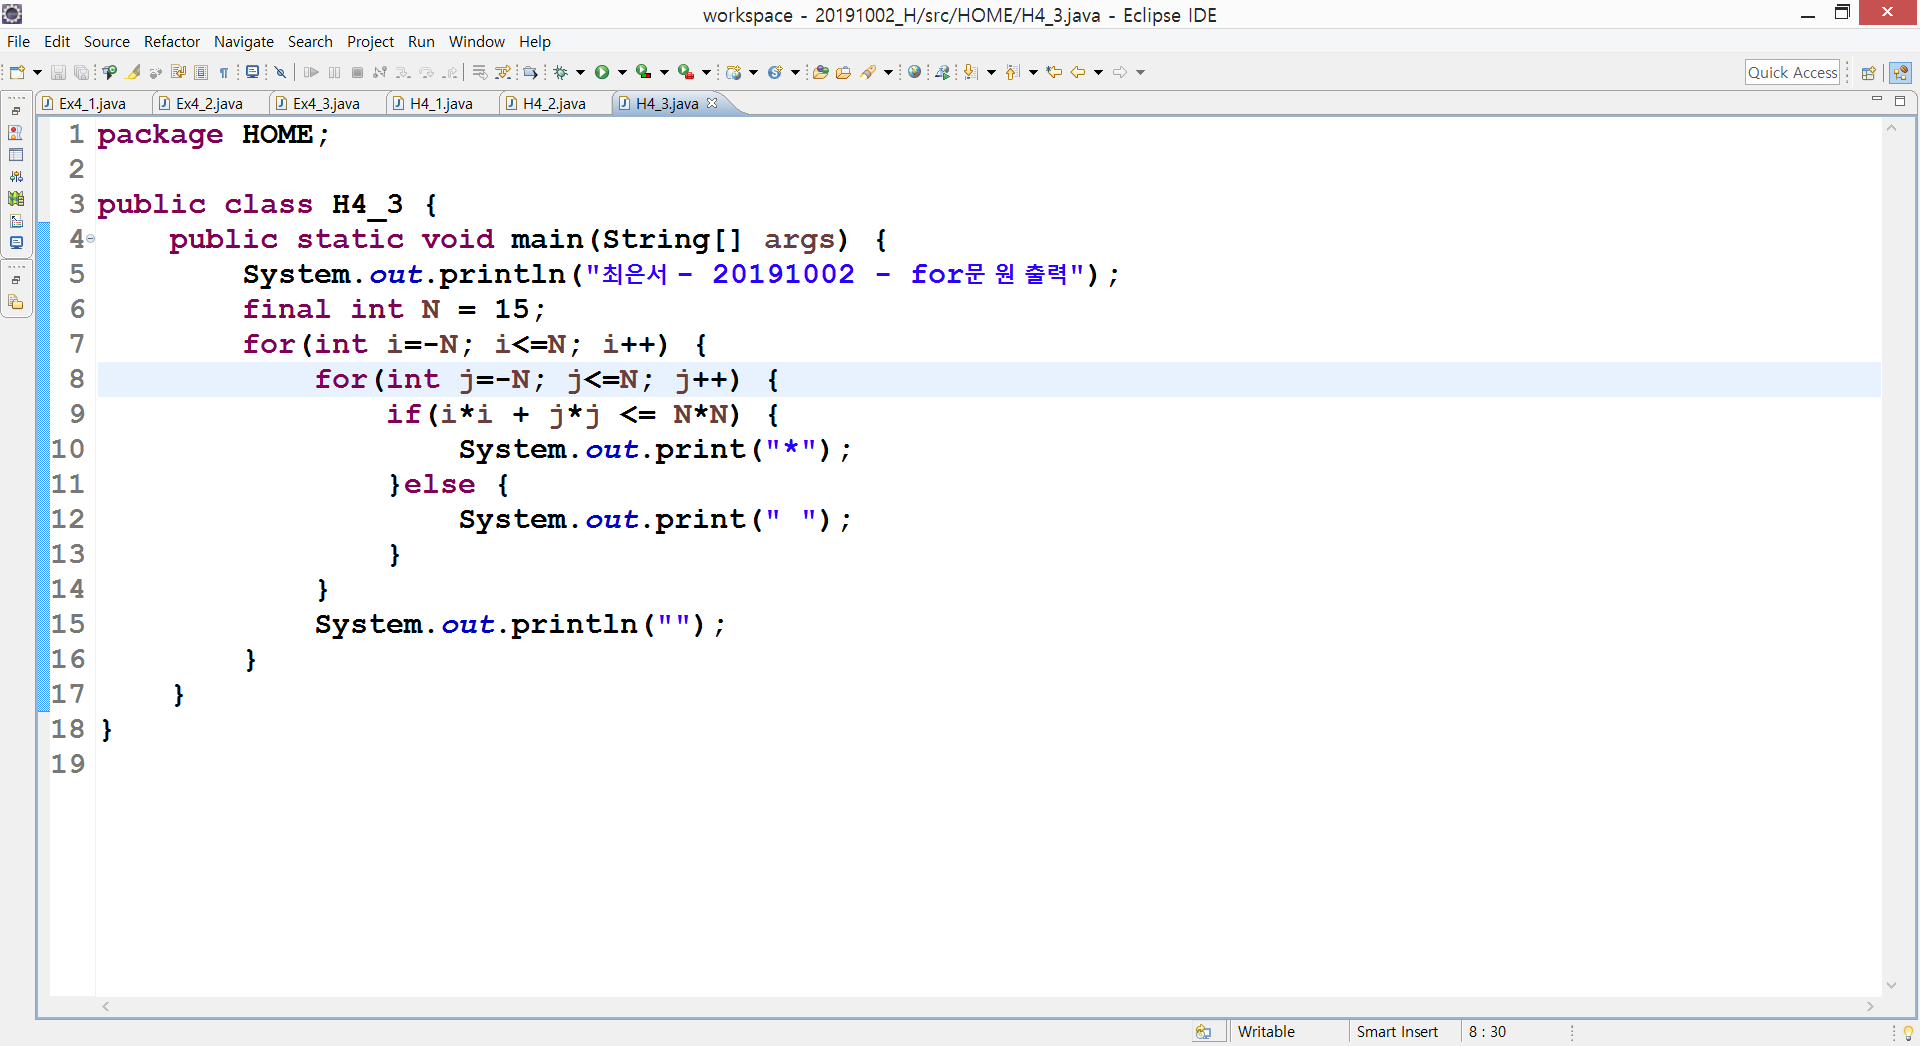 workspace - 20191002_H/src/HOME/H4_3.java - Eclipse IDE
File Edit Source Refactor Navigate Search Project Run Window Help
Quick Access
Ex4_1.java Ex4_2.java Ex4_3.java H4_1.java H4_2.java H4_3.java
1 package HOME;
2
3 public class H4_3 {
4 public static void main(String[] args) {
5 System.out.println("최은서 - 20191002 - for문 원 출력");
6 final int N = 15;
7 for(int i=-N; i<=N; i++) {
8 for(int j=-N; j<=N; j++) {
9 if(i*i + j*j <= N*N) {
10 System.out.print("*");
11 }else {
12 System.out.print(" ");
13 }
14 }
15 System.out.println("");
16 }
17 }
18 }
19
Writable Smart Insert 8 : 30